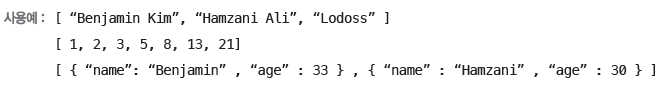 사용예 : [ “Benjamin Kim”, “Hamzani Ali”, “Lodoss” ]
[ 1, 2, 3, 5, 8, 13, 21]
[ { “name”: “Benjamin” , “age” : 33 } , { “name” : “Hamzani” , “age” : 30 } ]